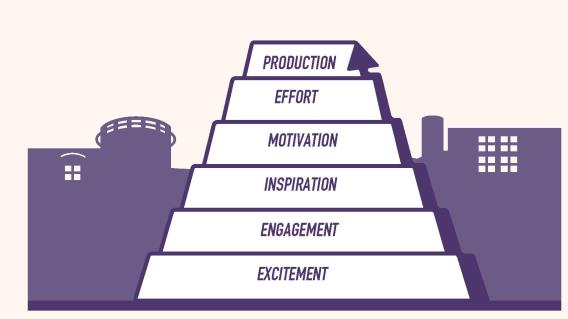 PRODUCTION
EFFORT
MOTIVATION
INSPIRATION
ENGAGEMENT
EXCITEMENT